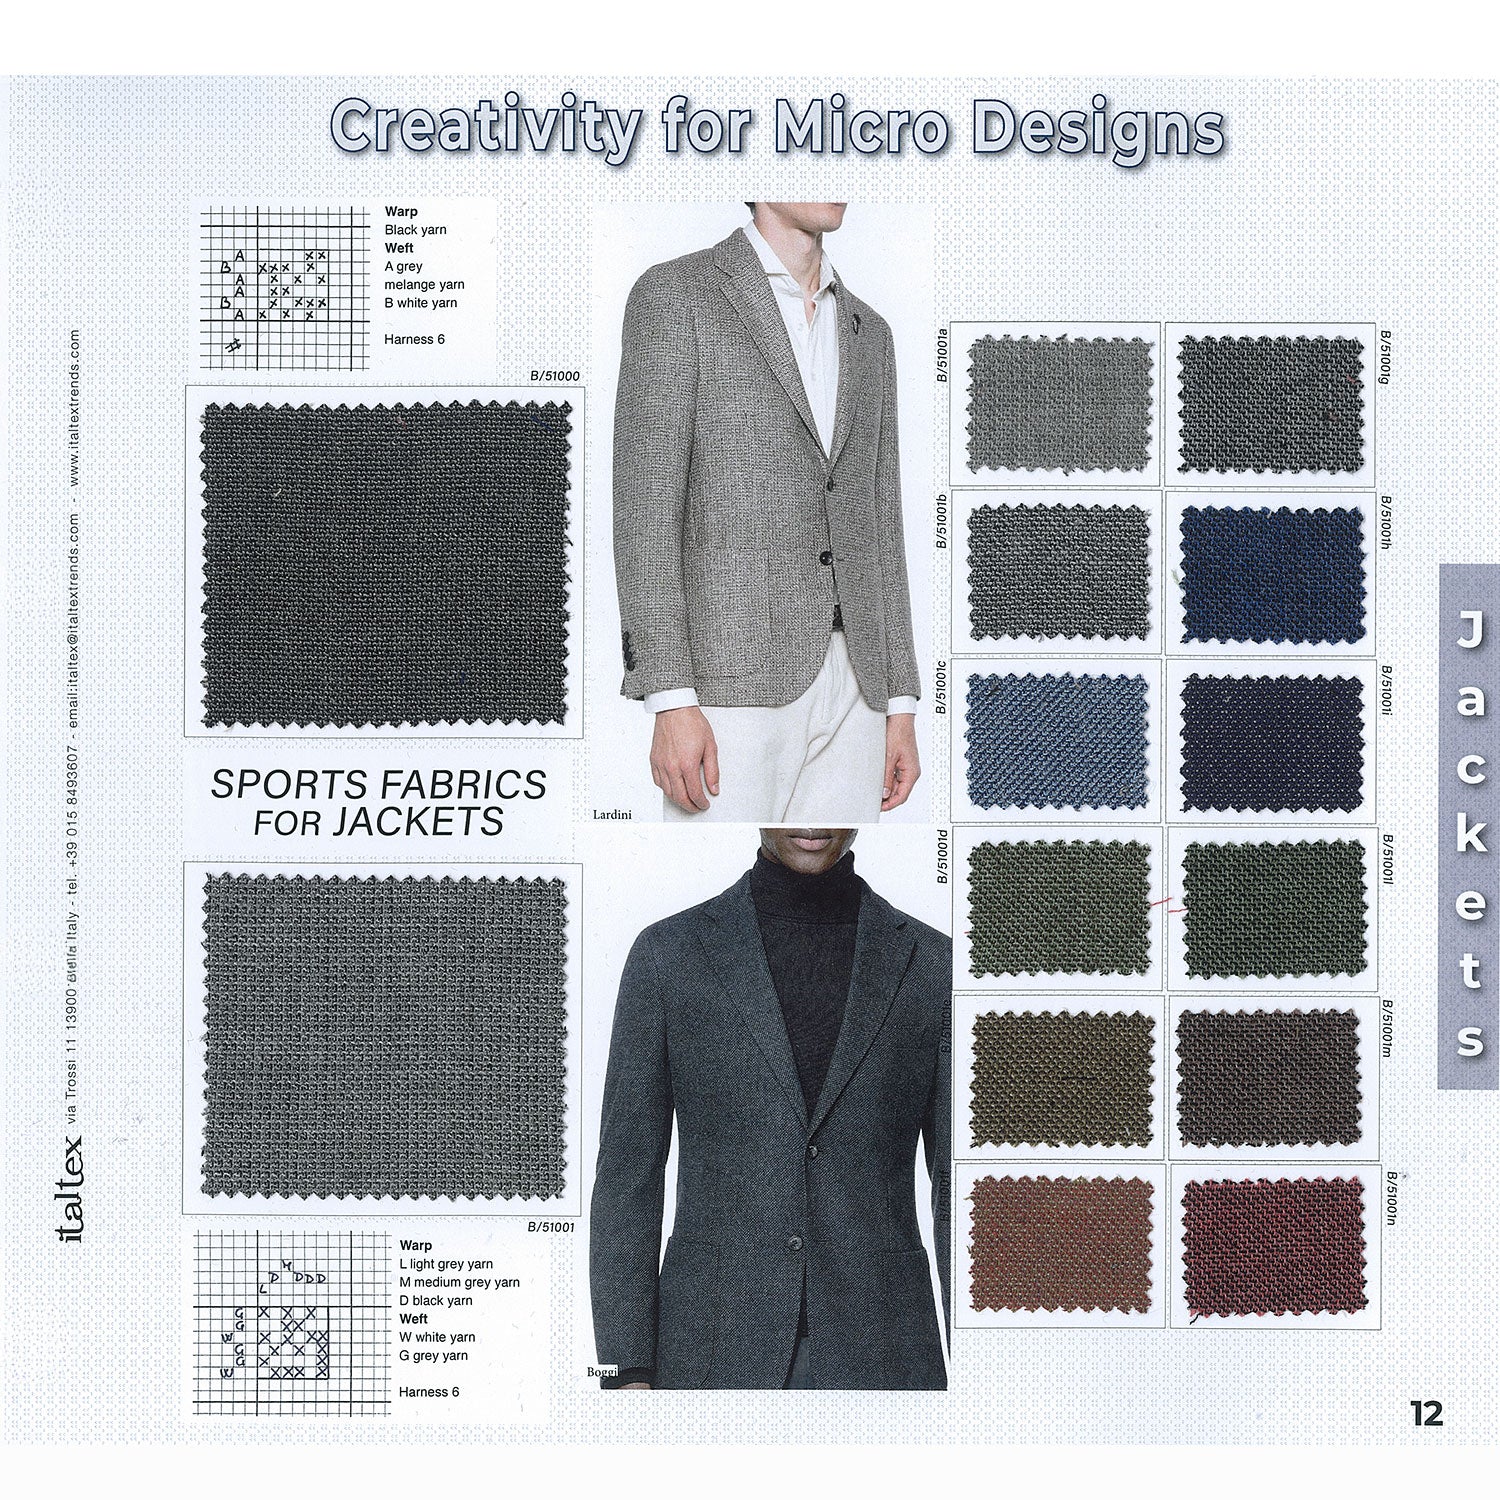 Creativity for Micro Designs
Warp
Black yarn
Weft
A grey
melange yarn
B white yarn
Harness 6
A
B
A
A
B
A
#
B/51000
SPORTS FABRICS
FOR JACKETS
B/51001
Warp
L light grey yarn
M medium grey yarn
D black yarn
Weft
W white yarn
G grey yarn
Harness 6
M
D DDD
L
G
G
W
G
G
W
Lardini
Boggi
B/51001a
B/51001g
B/51001b
B/51001h
B/51001c
B/51001i
B/51001d
B/51001l
B/51001m
B/51001n
Jackets
12
italtex via Trossi 11 13900 Biella Italy - tel. +39 015 8493607 - email:italtex@italtextrends.com - www.italtextrends.com